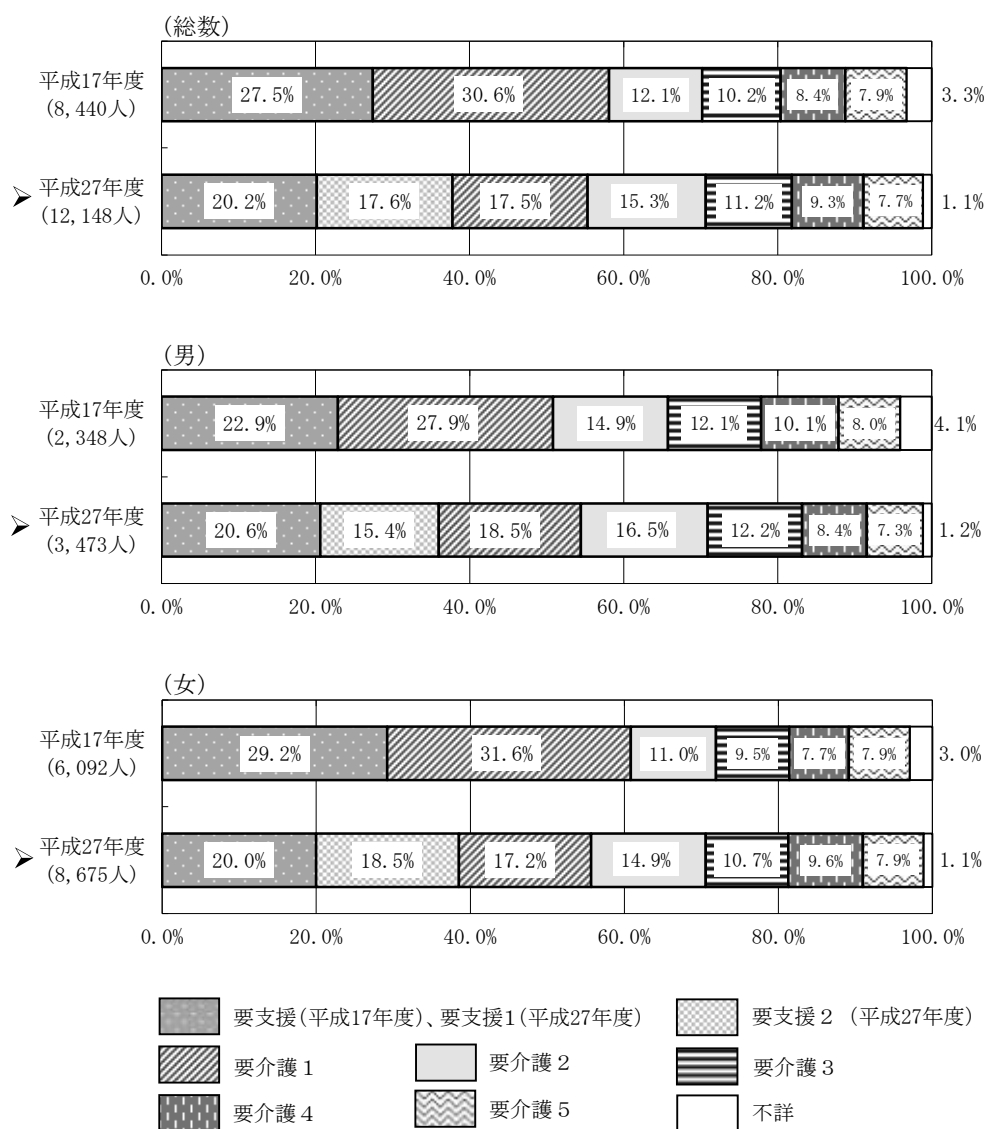 (総数)
平成17年度
(8,440人)
27.5% 30.6% 12.1% 10.2% 8.4% 7.9% 3.3%
➢ 平成27年度
(12,148人)
20.2% 17.6% 17.5% 15.3% 11.2% 9.3% 7.7% 1.1%
0.0% 20.0% 40.0% 60.0% 80.0% 100.0%
(男)
平成17年度
(2,348人)
22.9% 27.9% 14.9% 12.1% 10.1% 8.0% 4.1%
➢ 平成27年度
(3,473人)
20.6% 15.4% 18.5% 16.5% 12.2% 8.4% 7.3% 1.2%
0.0% 20.0% 40.0% 60.0% 80.0% 100.0%
(女)
平成17年度
(6,092人)
29.2% 31.6% 11.0% 9.5% 7.7% 7.9% 3.0%
➢ 平成27年度
(8,675人)
20.0% 18.5% 17.2% 14.9% 10.7% 9.6% 7.9% 1.1%
0.0% 20.0% 40.0% 60.0% 80.0% 100.0%
要支援(平成17年度)、要支援1(平成27年度) 要支援2 (平成27年度)
要介護1 要介護2 要介護3
要介護4 要介護5 不詳